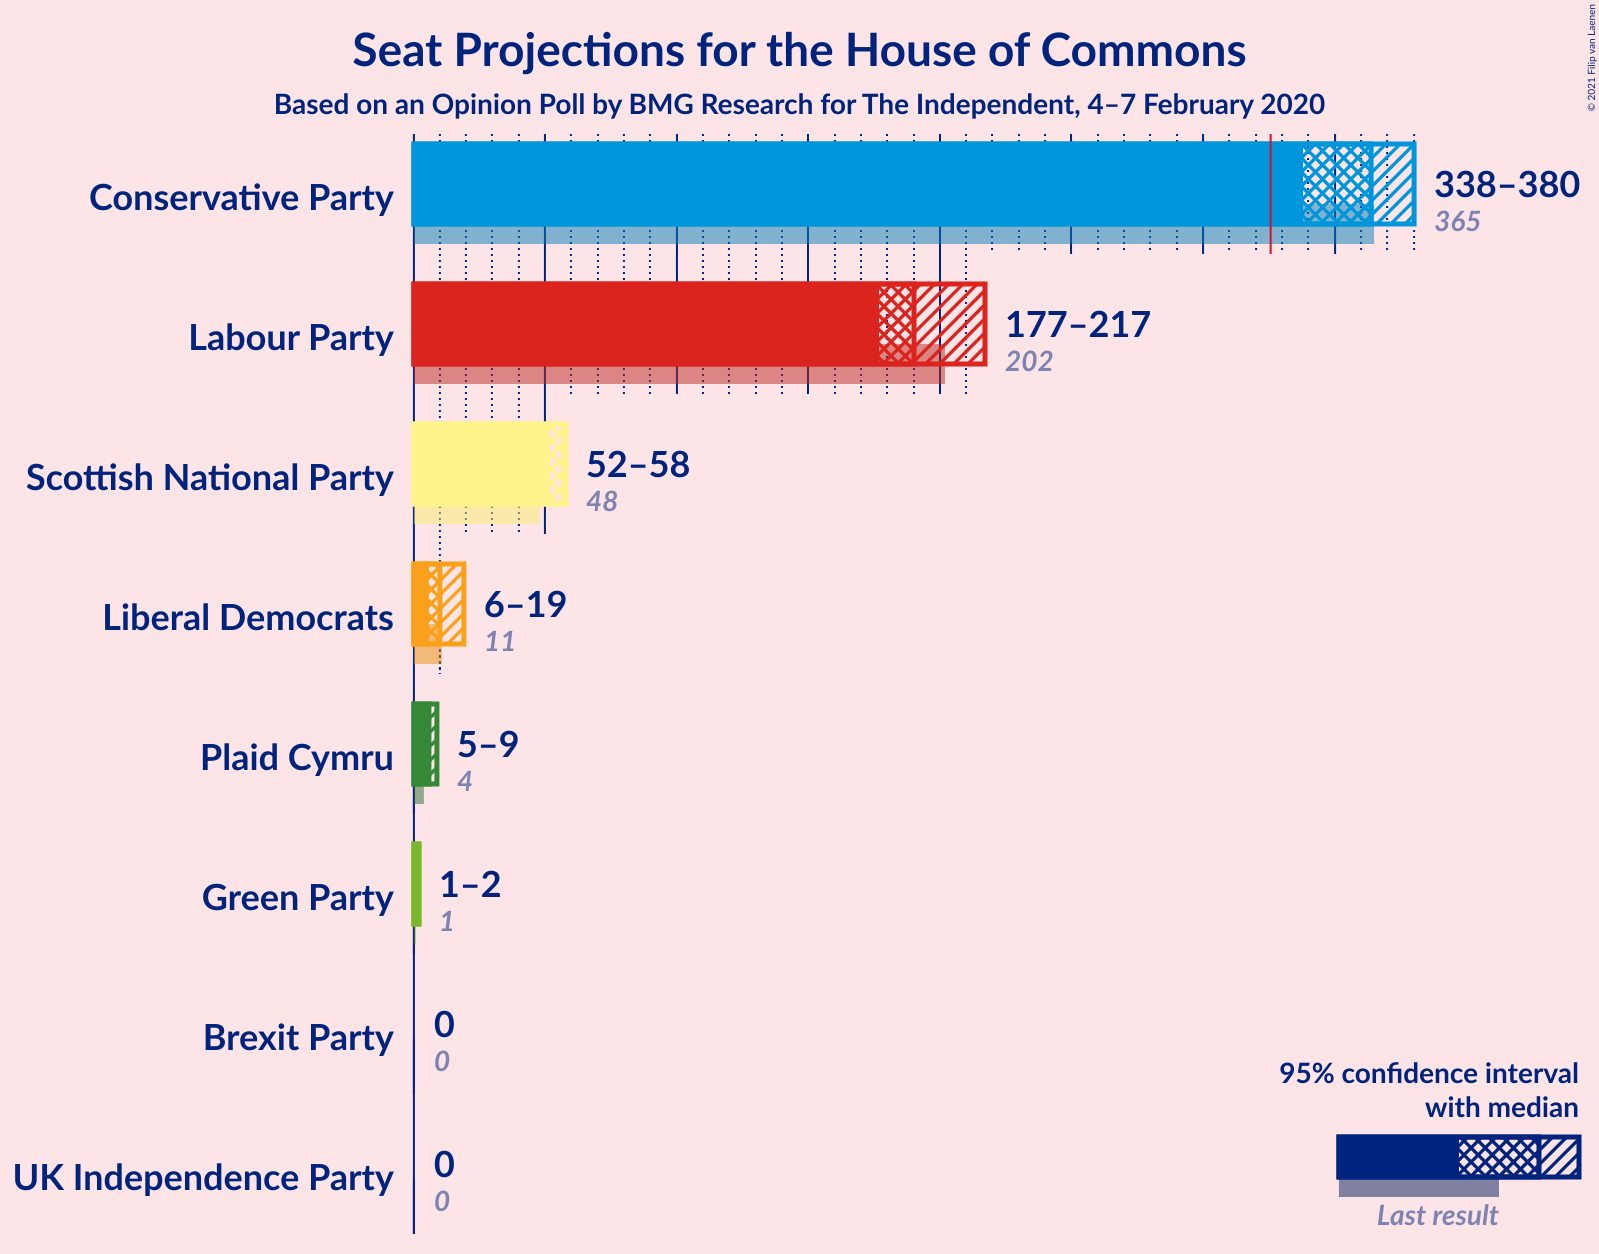 Seat Projections for the House of Commons
Based on an Opinion Poll by BMG Research for The Independent, 4–7 February 2020
© 2021 Filip van Laenen
Conservative Party
338–380
365
Labour Party
177–217
202
Scottish National Party
52–58
48
Liberal Democrats
6–19
11
Plaid Cymru
5–9
4
Green Party
1–2
1
Brexit Party
0
0
UK Independence Party
0
0
95% confidence interval
with median
Last result